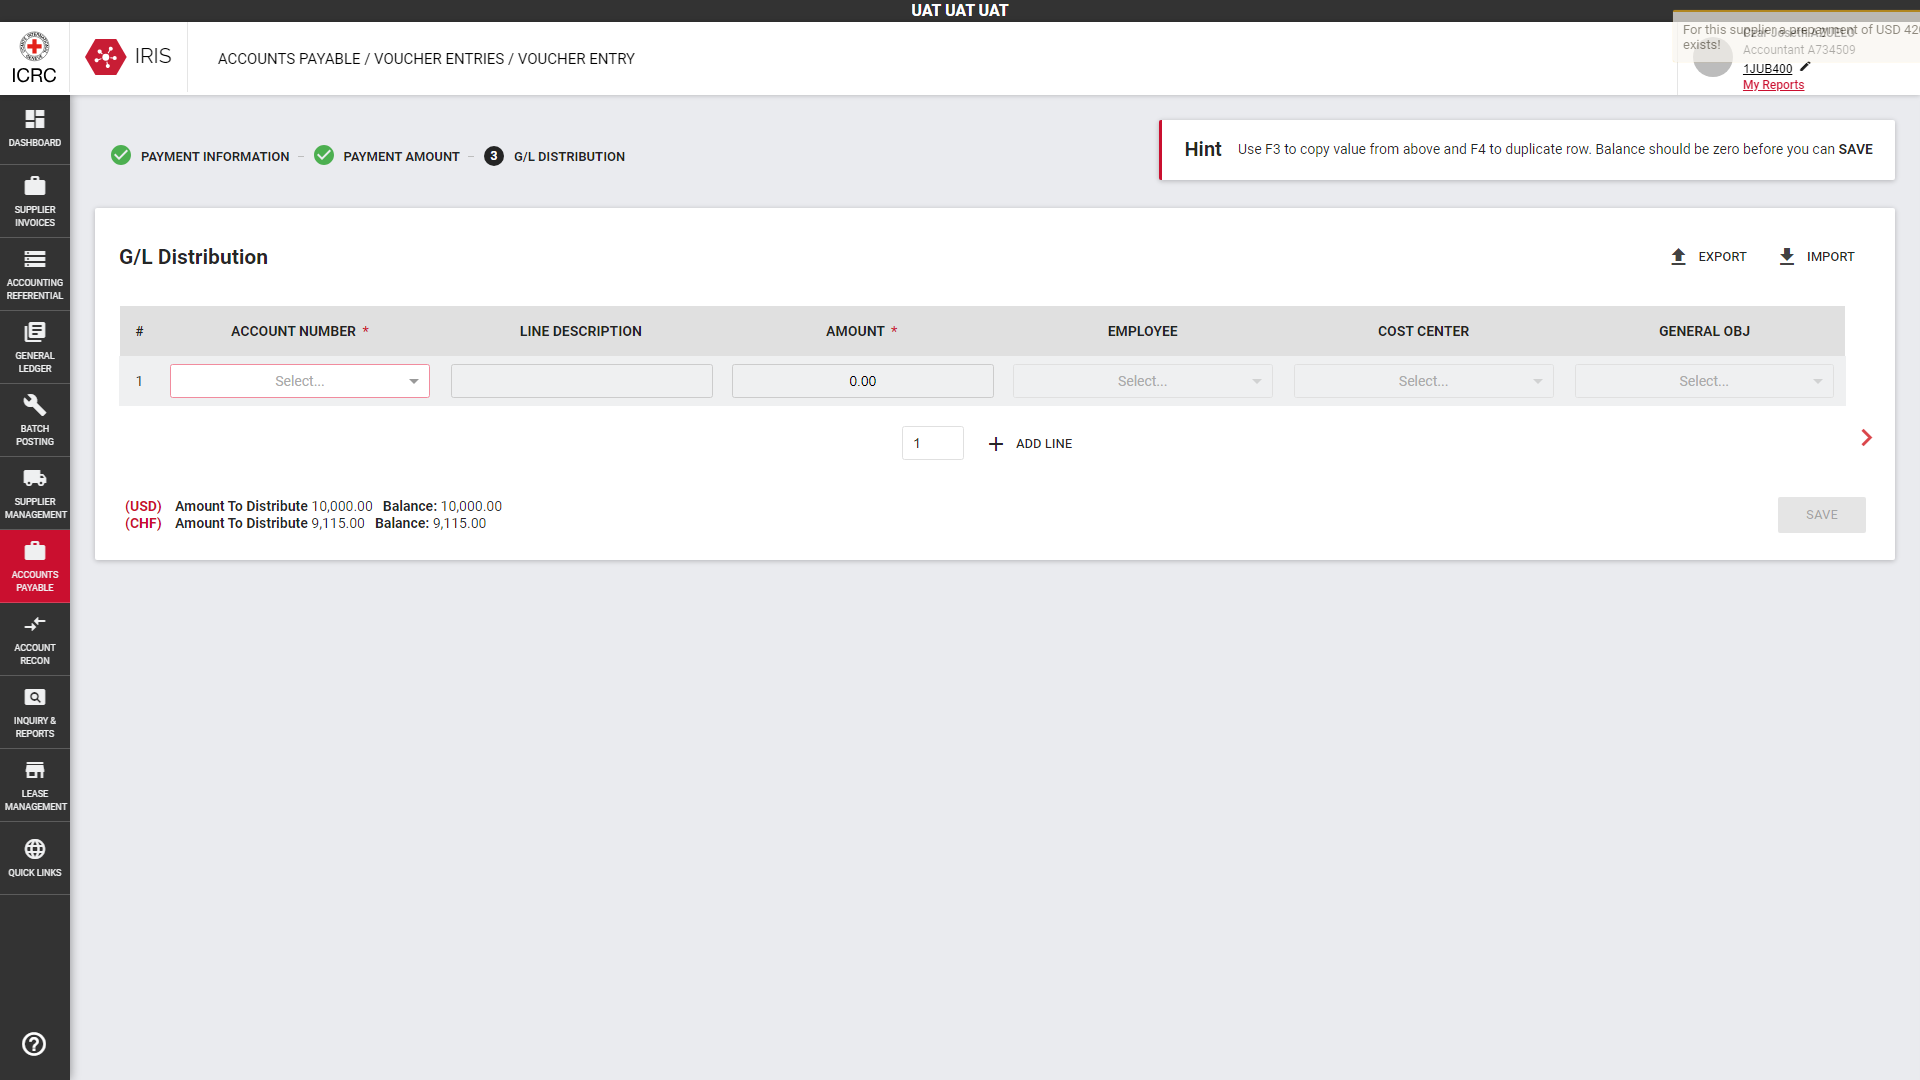 UAT UAT UAT
ICRC
IRIS
ACCOUNTS PAYABLE / VOUCHER ENTRIES / VOUCHER ENTRY
For this supplier a prepayment of USD 420
exists!
Accountant A734509
1JUB400
My Reports
DASHBOARD
SUPPLIER
INVOICES
ACCOUNTING
REFERENTIAL
GENERAL
LEDGER
BATCH
POSTING
SUPPLIER
MANAGEMENT
ACCOUNTS
PAYABLE
ACCOUNT
RECON
INQUIRY &
REPORTS
LEASE
MANAGEMENT
QUICK LINKS
PAYMENT INFORMATION
PAYMENT AMOUNT
3 G/L DISTRIBUTION
Hint Use F3 to copy value from above and F4 to duplicate row. Balance should be zero before you can SAVE
G/L Distribution
EXPORT
IMPORT
# ACCOUNT NUMBER * LINE DESCRIPTION AMOUNT * EMPLOYEE COST CENTER GENERAL OBJ
1 Select... 0.00 Select... Select... Select...
1 ADD LINE
(USD) Amount To Distribute 10,000.00 Balance: 10,000.00
(CHF) Amount To Distribute 9,115.00 Balance: 9,115.00
SAVE